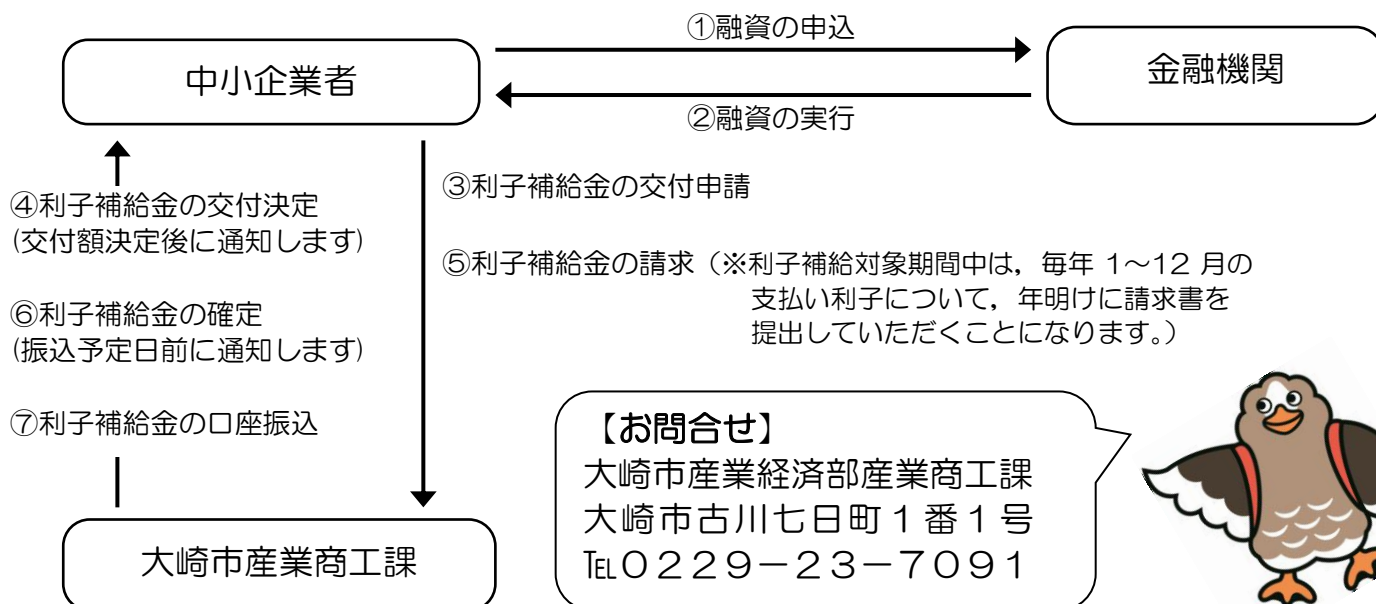 ①融資の申込
中小企業者
金融機関
②融資の実行
④利子補給金の交付決定
(交付額決定後に通知します)
③利子補給金の交付申請
⑤利子補給金の請求（※利子補給対象期間中は，毎年 1～12 月の
支払い利子について，年明けに請求書を
提出していただくことになります。）
⑥利子補給金の確定
(振込予定日前に通知します)
⑦利子補給金の口座振込
大崎市産業商工課
【お問合せ】
大崎市産業経済部産業商工課
大崎市古川七日町１番１号
℡０２２９－２３－７０９１